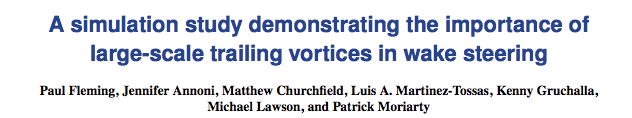 A simulation study demonstrating the importance of
large-scale trailing vortices in wake steering
Paul Fleming, Jennifer Annoni, Matthew Churchfield, Luis A. Martinez-Tossas, Kenny Gruchalla,
Michael Lawson, and Patrick Moriarty